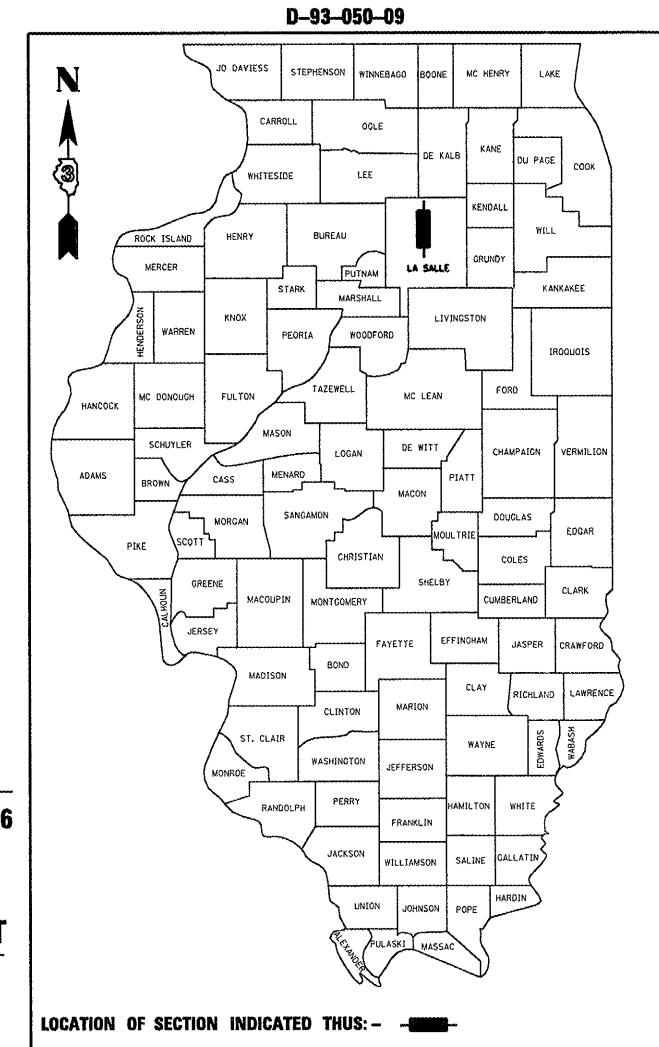 D-93-050-09
N
3
JO DAVIESS STEPHENSON WINNEBAGO BOONE MC HENRY LAKE
CARROLL OGLE
DE KALB KANE DU PAGE COOK
WHITESIDE LEE
KENDALL
ROCK ISLAND HENRY BUREAU WILL
MERCER PUTNAM LA SALLE GRUNDY
STARK MARSHALL KANKAKEE
HENDERSON WARREN KNOX LIVINGSTON
PEORIA WOODFORD IROQUOIS
HANCOCK MC DONOUGH FULTON TAZEWELL MC LEAN FORD
MASON
SCHUYLER LOGAN DE WITT CHAMPAIGN VERMILION
ADAMS BROWN CASS MENARD PIATT
MACON
MORGAN SANGAMON DOUGLAS
PIKE SCOTT MOULTRIE EDGAR
CHRISTIAN COLES
GREENE SHELBY
CALHOUN MACOUPIN MONTGOMERY CUMBERLAND CLARK
JERSEY
FAYETTE EFFINGHAM JASPER CRAWFORD
BOND
MADISON CLAY RICHLAND LAWRENCE
CLINTON MARION
ST. CLAIR WAYNE EDWARDS WABASH
WASHINGTON JEFFERSON
MONROE
RANDOLPH PERRY HAMILTON WHITE
6
FRANKLIN
JACKSON WILLIAMSON SALINE GALLATIN
UNION JOHNSON POPE HARDIN
T
ALEXANDER PULASKI MASSAC
LOCATION OF SECTION INDICATED THUS: -